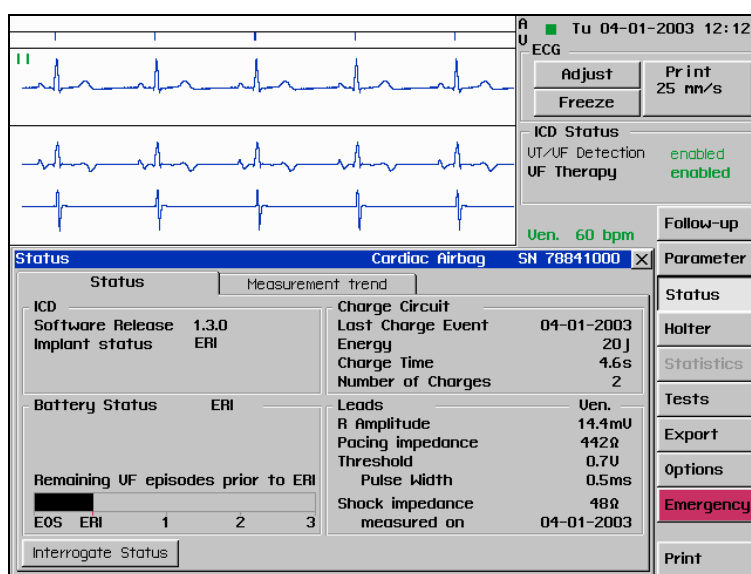 A
U
Tu 04-01-2003 12:12
ECG
Adjust
Freeze
Print
25 mm/s
ICD Status
VT/VF Detection enabled
VF Therapy enabled
Ven. 60 bpm
Follow-up
Parameter
Status
Holter
Statistics
Tests
Export
Options
Emergency
Print
Status Cardiac Airbag SN 78841000
Status Measurement trend
ICD
Software Release 1.3.0
Implant status ERI
Charge Circuit
Last Charge Event 04-01-2003
Energy 20J
Charge Time 4.6s
Number of Charges 2
Battery Status ERI
Remaining VF episodes prior to ERI
EOS ERI 1 2 3
Leads Ven.
R Amplitude 14.4mV
Pacing impedance 442Ω
Threshold 0.7V
Pulse Width 0.5ms
Shock impedance 48Ω
measured on 04-01-2003
Interrogate Status